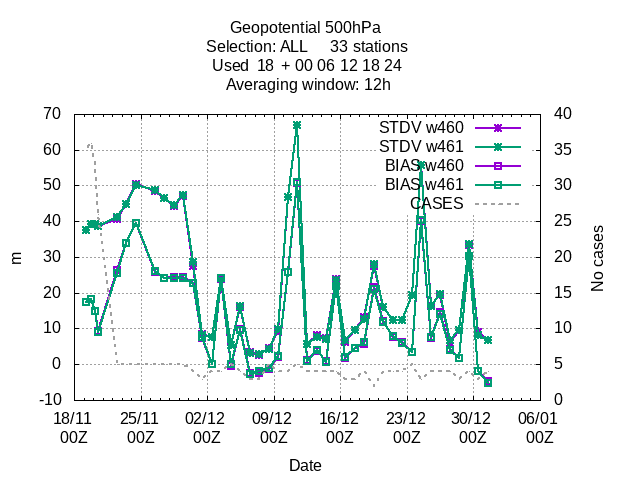 Geopotential 500hPa
Selection: ALL     33 stations
Used  18  + 00 06 12 18 24
Averaging window: 12h
STDV w460
STDV w461
BIAS w460
BIAS w461
CASES
70
60
50
40
30
20
10
0
-10
m
40
35
30
25
20
15
10
5
0
No cases
18/11 25/11 02/12 09/12 16/12 23/12 30/12 06/01
00Z 00Z 00Z 00Z 00Z 00Z 00Z 00Z
Date